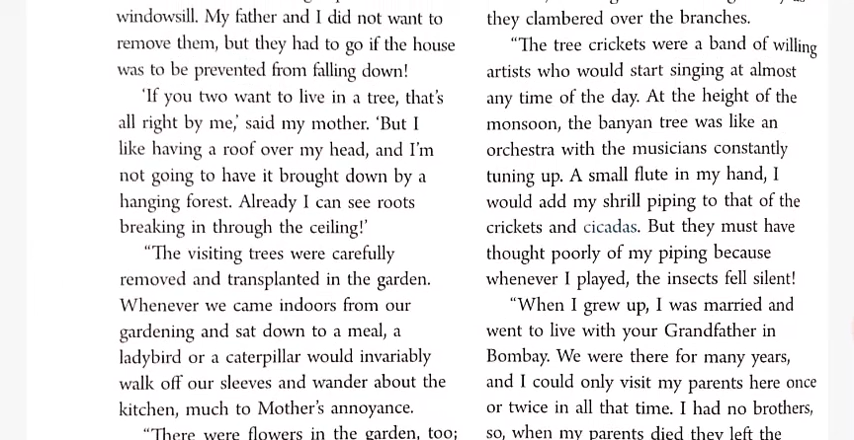 windowsill. My father and I did not want to
remove them, but they had to go if the house
was to be prevented from falling down!
‘If you two want to live in a tree, that’s
all right by me,’ said my mother. ‘But I
like having a roof over my head, and I’m
not going to have it brought down by a
hanging forest. Already I can see roots
breaking in through the ceiling!’
“The visiting trees were carefully
removed and transplanted in the garden.
Whenever we came indoors from our
gardening and sat down to a meal, a
ladybird or a caterpillar would invariably
walk off our sleeves and wander about the
kitchen, much to Mother’s annoyance.
“There were flowers in the garden, too;
they clambered over the branches.
“The tree crickets were a band of willing
artists who would start singing at almost
any time of the day. At the height of the
monsoon, the banyan tree was like an
orchestra with the musicians constantly
tuning up. A small flute in my hand, I
would add my shrill piping to that of the
crickets and cicadas. But they must have
thought poorly of my piping because
whenever I played, the insects fell silent!
“When I grew up, I was married and
went to live with your Grandfather in
Bombay. We were there for many years,
and I could only visit my parents here once
or twice in all that time. I had no brothers,
so, when my parents died they left the